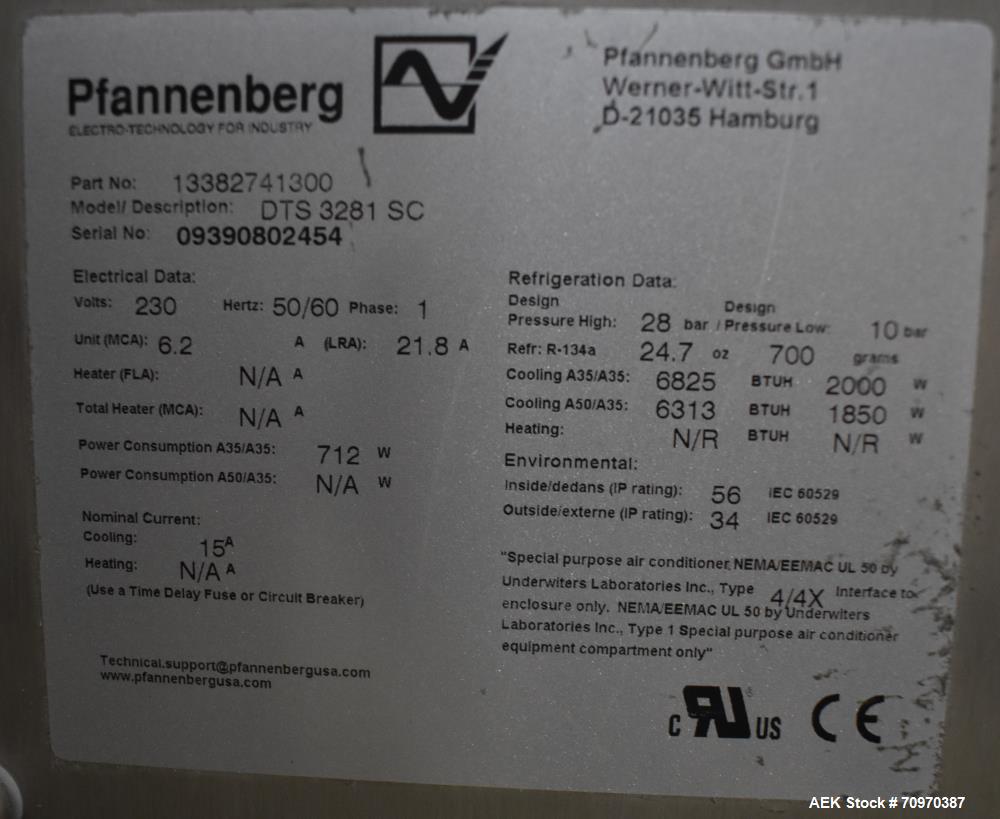 Pfannenberg
ELECTRO-TECHNOLOGY FOR INDUSTRY
Pfannenberg GmbH
Werner-Witt-Str.1
D-21035 Hamburg
Part No: 13382741300
Model/ Description: DTS 3281 SC
Serial No: 09390802454
Electrical Data:
Volts: 230 Hertz: 50/60 Phase: 1
Unit (MCA): 6.2 A (LRA): 21.8 A
Heater (FLA): N/A A
Total Heater (MCA): N/A A
Power Consumption A35/A35: 712 W
Power Consumption A50/A35: N/A W
Nominal Current:
Cooling: 15 A
Heating: N/A A
(Use a Time Delay Fuse or Circuit Breaker)
Technical.support@pfannenbergusa.com
www.pfannenbergusa.com
Refrigeration Data:
Design Design
Pressure High: 28 bar / Pressure Low: 10 bar
Refr: R-134a 24.7 oz 700 grams
Cooling A35/A35: 6825 BTUH 2000 W
Cooling A50/A35: 6313 BTUH 1850 W
Heating: N/R BTUH N/R W
Environmental:
Inside/dedans (IP rating): 56 IEC 60529
Outside/externe (IP rating): 34 IEC 60529
"Special purpose air conditioner, NEMA/EEMAC UL 50 by
Underwiters Laboratories Inc., Type 4/4X Interface to
enclosure only. NEMA/EEMAC UL 50 by Underwiters
Laboratories Inc., Type 1 Special purpose air conditioner
equipment compartment only"
C RU US CE
AEK Stock # 70970387